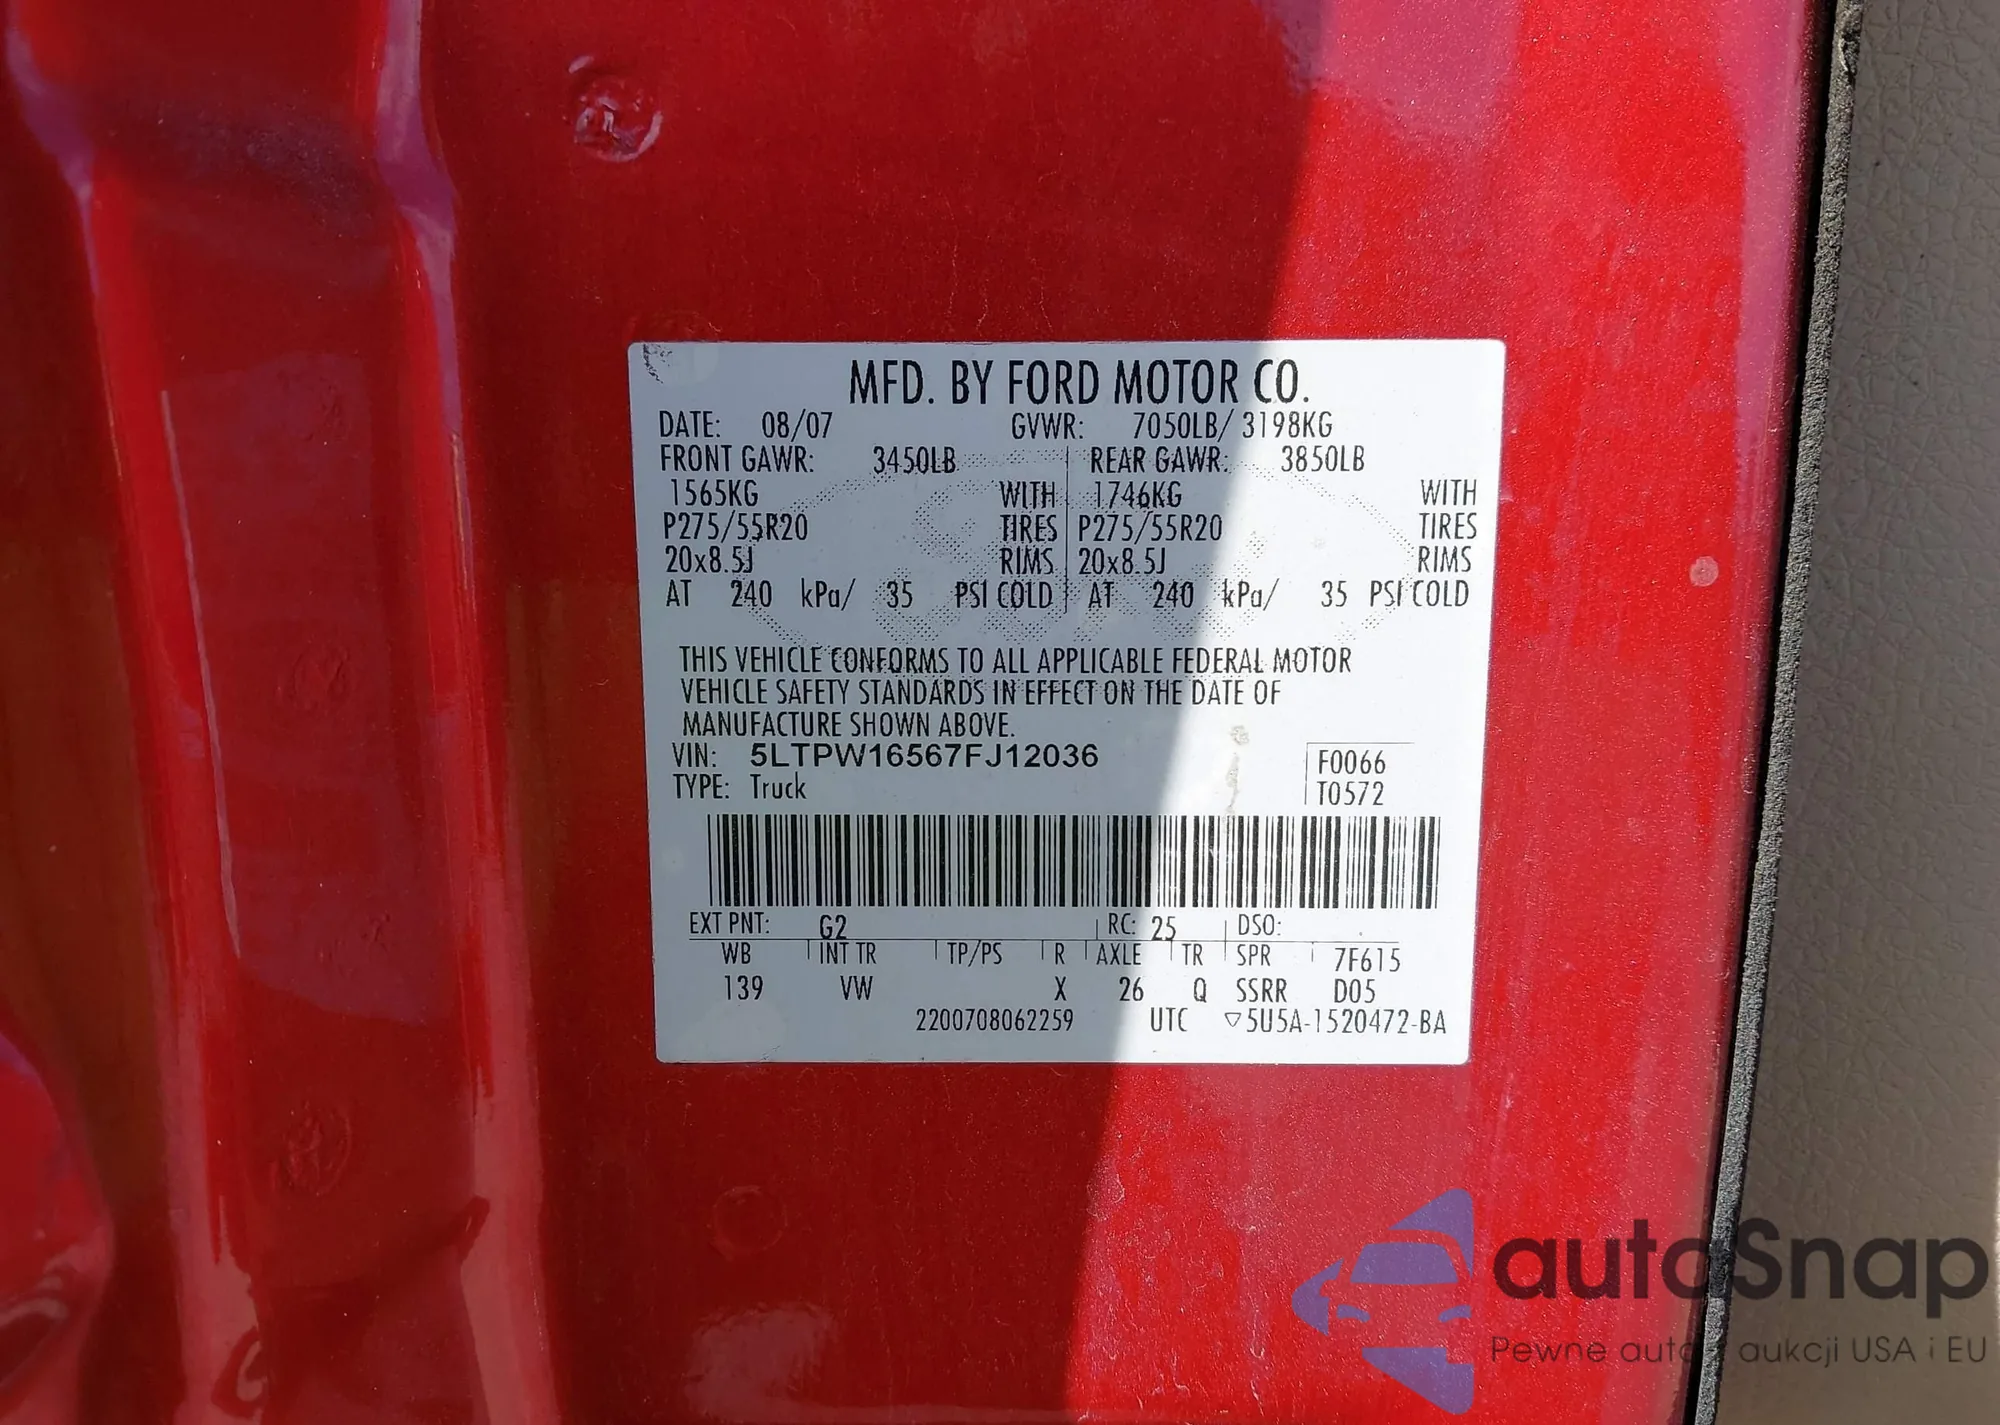 MFD. BY FORD MOTOR CO.
DATE: 08/07 GVWR: 7050LB/ 3198KG
FRONT GAWR: 3450LB REAR GAWR: 3850LB
1565KG WITH 1746KG WITH
P275/55R20 TIRES P275/55R20 TIRES
20x8.5J RIMS 20x8.5J RIMS
AT 240 kPa/ 35 PSI COLD AT 240 kPa/ 35 PSI COLD
THIS VEHICLE CONFORMS TO ALL APPLICABLE FEDERAL MOTOR
VEHICLE SAFETY STANDARDS IN EFFECT ON THE DATE OF
MANUFACTURE SHOWN ABOVE.
VIN: 5LTPW16567FJ12036
TYPE: Truck
F0066
T0572
EXT PNT: G2 RC: 25 DSO:
WB INT TR TP/PS R AXLE TR SPR 7F615
139 VW X 26 Q SSRR D05
2200708062259 UTC ▽5U5A-1520472-BA
autoSnap
Pewne auta z aukcji USA i EU